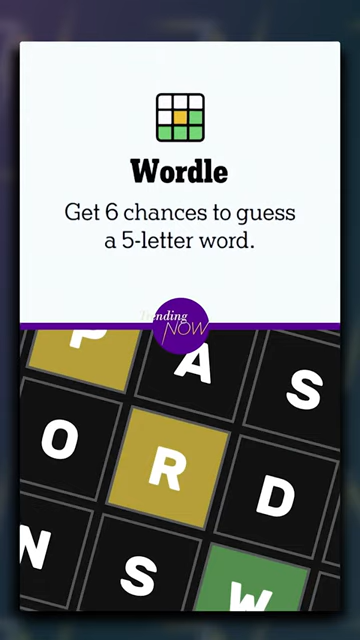 Wordle
Get 6 chances to guess
a 5-letter word.
Trending
NOW
P A S
O R D
N S W